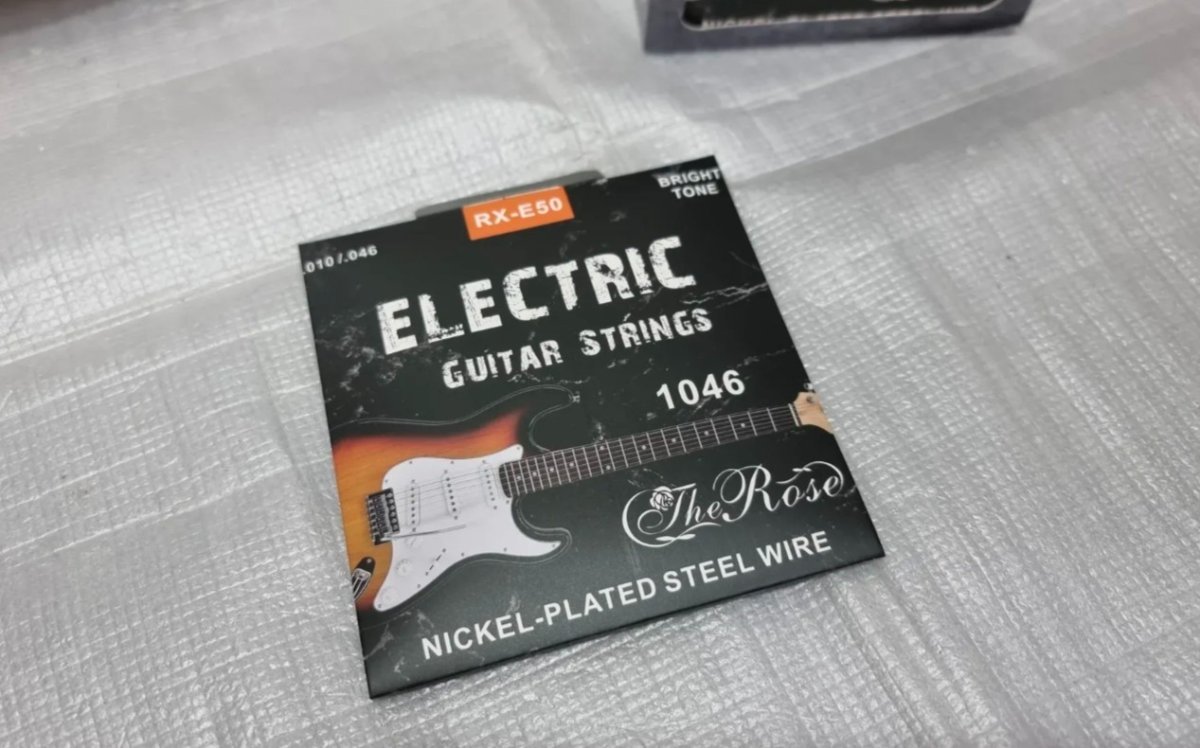 RX-E50
BRIGHT
TONE
.010/.046
ELECTRIC
GUITAR STRINGS
1046
The Rose
NICKEL-PLATED STEEL WIRE